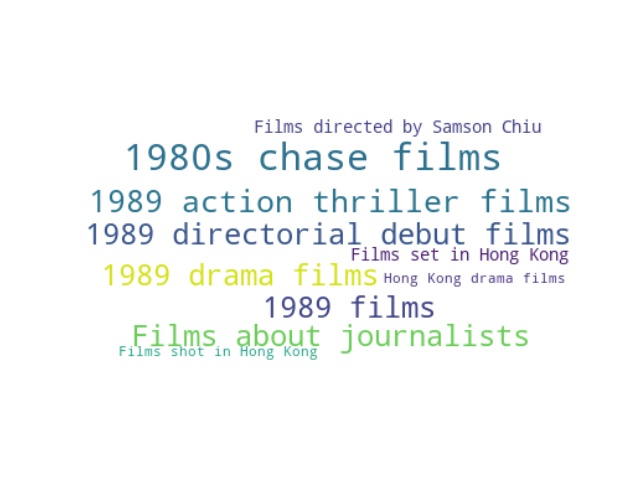 Films directed by Samson Chiu
1980s chase films
1989 action thriller films
1989 directorial debut films
Films set in Hong Kong
1989 drama films
Hong Kong drama films
1989 films
Films about journalists
Films shot in Hong Kong